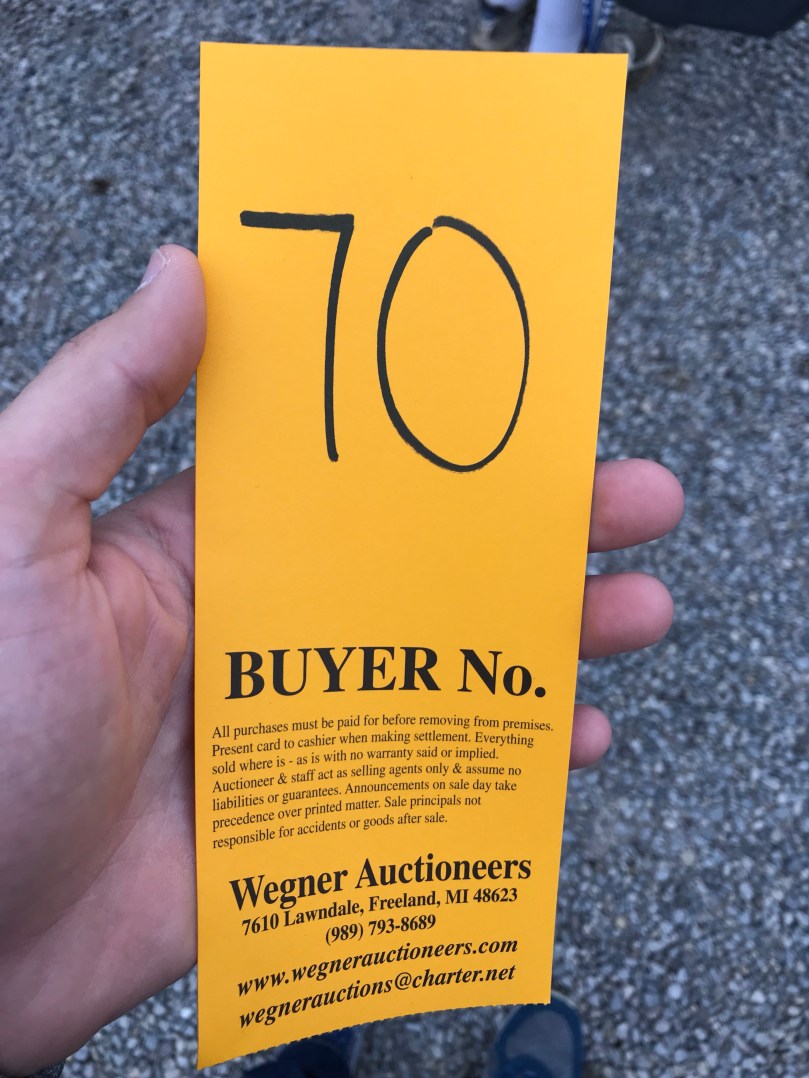 70
BUYER No.
All purchases must be paid for before removing from premises.
Present card to cashier when making settlement. Everything
sold where is - as is with no warranty said or implied.
Auctioneer & staff act as selling agents only & assume no
liabilities or guarantees. Announcements on sale day take
precedence over printed matter. Sale principals not
responsible for accidents or goods after sale.
Wegner Auctioneers
7610 Lawndale, Freeland, MI 48623
(989) 793-8689
www.wegnerauctioneers.com
wegnerauctions@charter.net